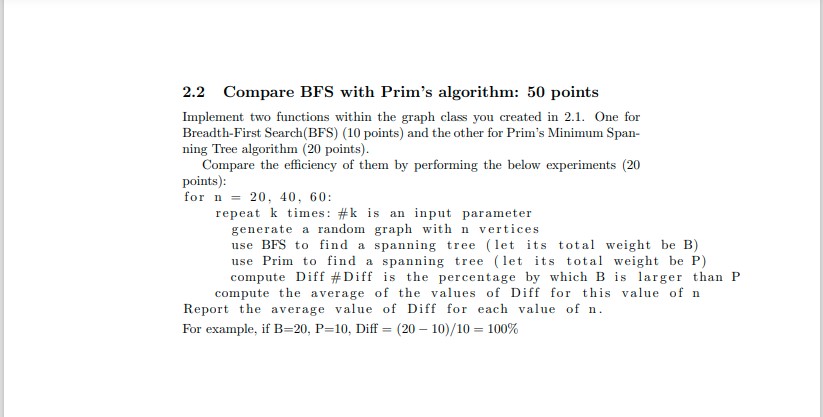 2.2 Compare BFS with Prim's algorithm: 50 points
Implement two functions within the graph class you created in 2.1. One for
Breadth-First Search(BFS) (10 points) and the other for Prim's Minimum Span-
ning Tree algorithm (20 points).
Compare the efficiency of them by performing the below experiments (20
points):
for n = 20, 40, 60:
repeat k times: #k is an input parameter
generate a random graph with n vertices
use BFS to find a spanning tree (let its total weight be B)
use Prim to find a spanning tree (let its total weight be P)
compute Diff #Diff is the percentage by which B is larger than P
compute the average of the values of Diff for this value of n
Report the average value of Diff for each value of n.
For example, if B=20, P=10, Diff = (20 – 10)/10 = 100%